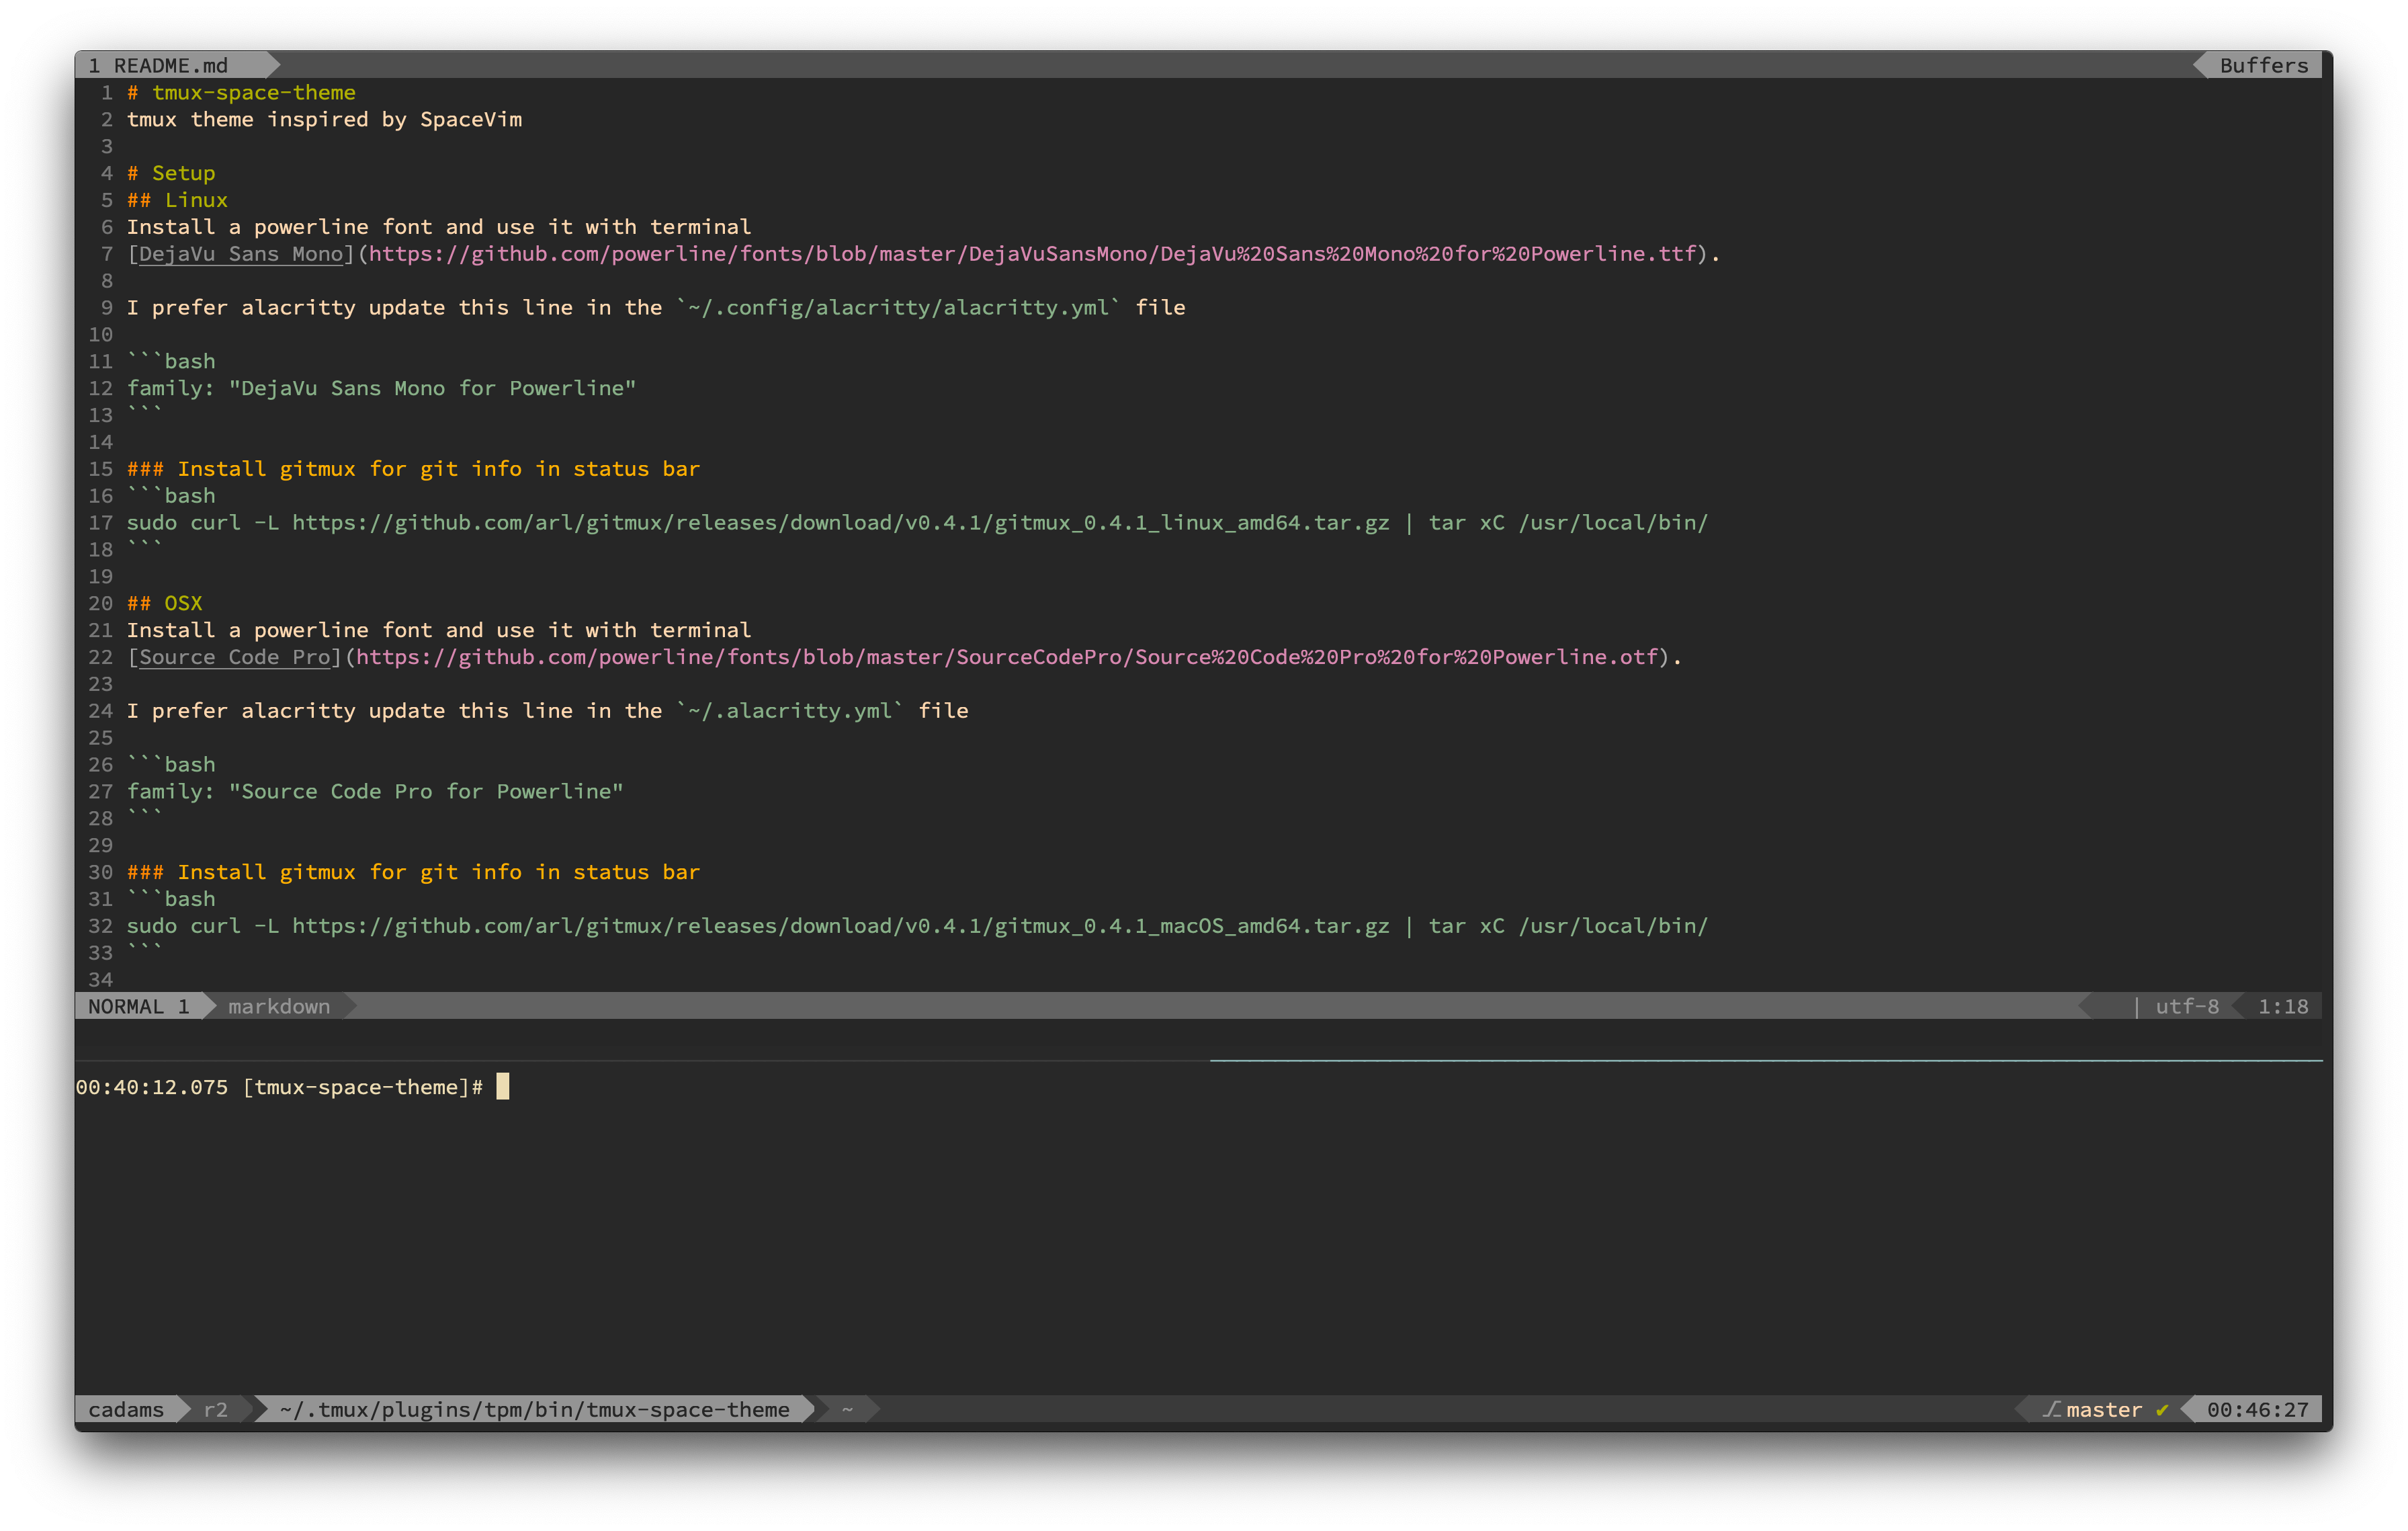 1 README.md Buffers
1 # tmux-space-theme
2 tmux theme inspired by SpaceVim
3
4 # Setup
5 ## Linux
6 Install a powerline font and use it with terminal
7 [DejaVu Sans Mono](https://github.com/powerline/fonts/blob/master/DejaVuSansMono/DejaVu%20Sans%20Mono%20for%20Powerline.ttf).
8
9 I prefer alacritty update this line in the `~/.config/alacritty/alacritty.yml` file
10
11 ```bash
12 family: "DejaVu Sans Mono for Powerline"
13 ```
14
15 ### Install gitmux for git info in status bar
16 ```bash
17 sudo curl -L https://github.com/arl/gitmux/releases/download/v0.4.1/gitmux_0.4.1_linux_amd64.tar.gz | tar xC /usr/local/bin/
18 ```
19
20 ## OSX
21 Install a powerline font and use it with terminal
22 [Source Code Pro](https://github.com/powerline/fonts/blob/master/SourceCodePro/Source%20Code%20Pro%20for%20Powerline.otf).
23
24 I prefer alacritty update this line in the `~/.alacritty.yml` file
25
26 ```bash
27 family: "Source Code Pro for Powerline"
28 ```
29
30 ### Install gitmux for git info in status bar
31 ```bash
32 sudo curl -L https://github.com/arl/gitmux/releases/download/v0.4.1/gitmux_0.4.1_macOS_amd64.tar.gz | tar xC /usr/local/bin/
33 ```
34
NORMAL 1 markdown | utf-8 1:18
00:40:12.075 [tmux-space-theme]#
cadams r2 ~/.tmux/plugins/tpm/bin/tmux-space-theme ~ ⎇ master ✔ 00:46:27